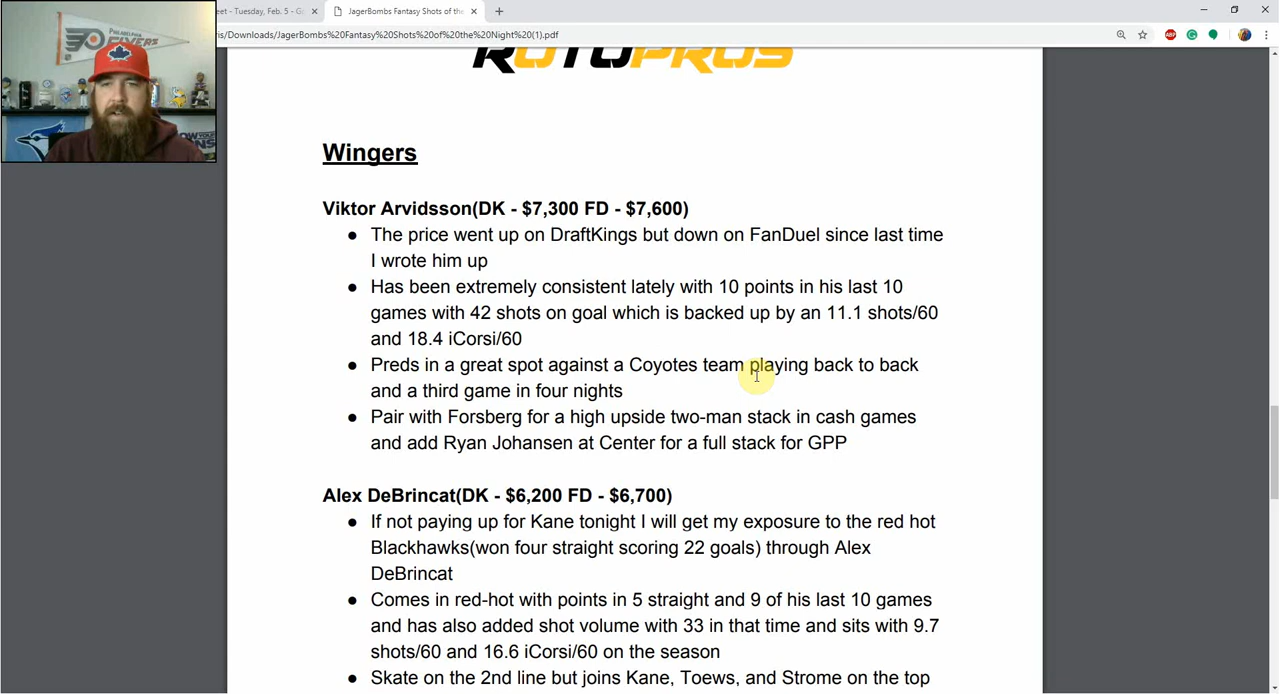 PHILADELPHIA
FLYERS
eet - Tuesday, Feb. 5 - G
JagerBombs Fantasy Shots of the
is/Downloads/JagerBombs%20Fantasy%20Shots%20of%20the%20Night%20(1).pdf
ABP
ROTOPROS
Wingers
Viktor Arvidsson(DK - $7,300 FD - $7,600)
● The price went up on DraftKings but down on FanDuel since last time
I wrote him up
● Has been extremely consistent lately with 10 points in his last 10
games with 42 shots on goal which is backed up by an 11.1 shots/60
and 18.4 iCorsi/60
● Preds in a great spot against a Coyotes team playing back to back
and a third game in four nights
● Pair with Forsberg for a high upside two-man stack in cash games
and add Ryan Johansen at Center for a full stack for GPP
Alex DeBrincat(DK - $6,200 FD - $6,700)
● If not paying up for Kane tonight I will get my exposure to the red hot
Blackhawks(won four straight scoring 22 goals) through Alex
DeBrincat
● Comes in red-hot with points in 5 straight and 9 of his last 10 games
and has also added shot volume with 33 in that time and sits with 9.7
shots/60 and 16.6 iCorsi/60 on the season
● Skate on the 2nd line but joins Kane, Toews, and Strome on the top